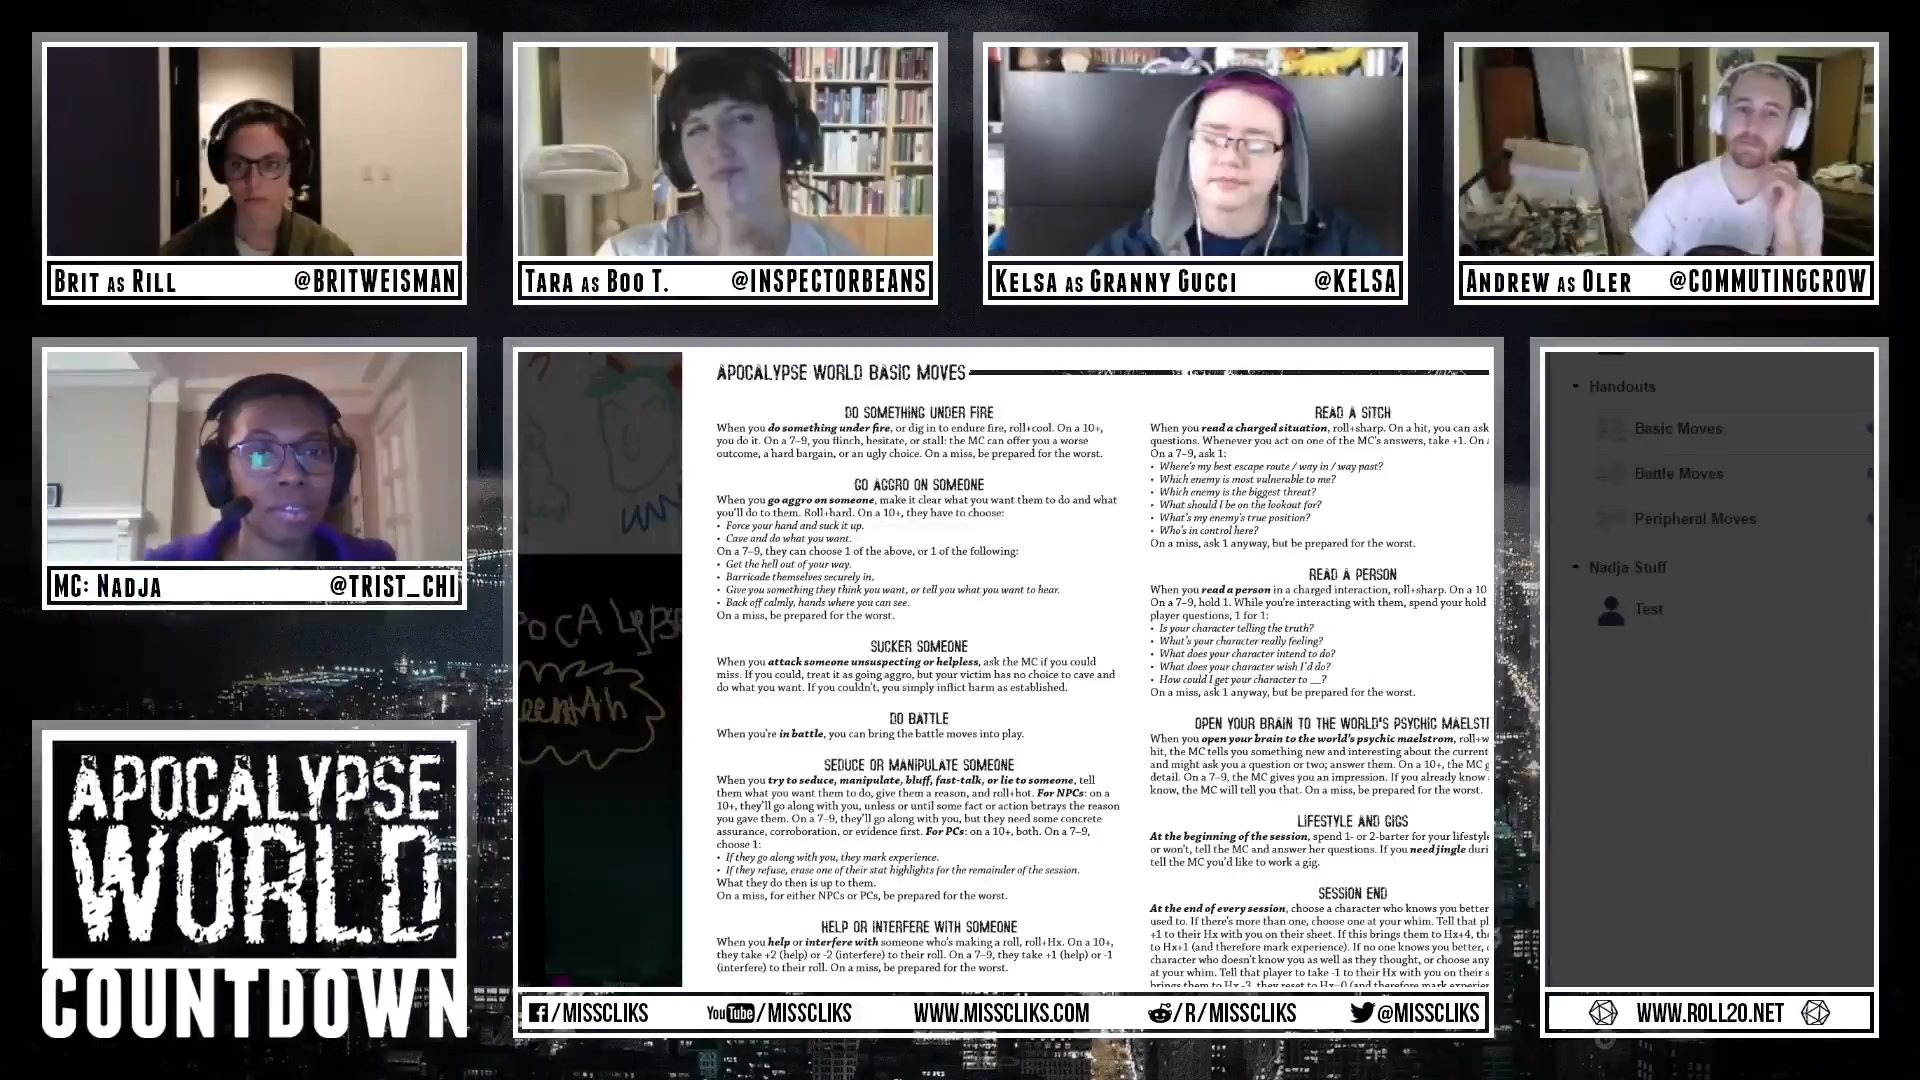 BRIT AS RILL @BRITWEISMAN
TARA AS BOO T. @INSPECTORBEANS
KELSA AS GRANNY GUCCI @KELSA
ANDREW AS OLER @COMMUTINGCROW
MC: NADJA @TRIST_CHI
APOCALYPSE
WORLD
COUNTDOWN
APOCALYPSE WORLD BASIC MOVES
DO SOMETHING UNDER FIRE
When you do something under fire, or dig in to endure fire, roll+cool. On a 10+,
you do it. On a 7–9, you flinch, hesitate, or stall: the MC can offer you a worse
outcome, a hard bargain, or an ugly choice. On a miss, be prepared for the worst.
GO AGGRO ON SOMEONE
When you go aggro on someone, make it clear what you want them to do and what
you'll do to them. Roll+hard. On a 10+, they have to choose:
• Force your hand and suck it up.
• Cave and do what you want.
On a 7–9, they can choose 1 of the above, or 1 of the following:
• Get the hell out of your way.
• Barricade themselves securely in.
• Give you something they think you want, or tell you what you want to hear.
• Back off calmly, hands where you can see.
On a miss, be prepared for the worst.
SUCKER SOMEONE
When you attack someone unsuspecting or helpless, ask the MC if you could
miss. If you could, treat it as going aggro, but your victim has no choice to cave and
do what you want. If you couldn't, you simply inflict harm as established.
DO BATTLE
When you're in battle, you can bring the battle moves into play.
SEDUCE OR MANIPULATE SOMEONE
When you try to seduce, manipulate, bluff, fast-talk, or lie to someone, tell
them what you want them to do, give them a reason, and roll+hot. For NPCs: on a
10+, they'll go along with you, unless or until some fact or action betrays the reason
you gave them. On a 7–9, they'll go along with you, but they need some concrete
assurance, corroboration, or evidence first. For PCs: on a 10+, both. On a 7–9,
choose 1:
• If they go along with you, they mark experience.
• If they refuse, erase one of their stat highlights for the remainder of the session.
What they do then is up to them.
On a miss, for either NPCs or PCs, be prepared for the worst.
HELP OR INTERFERE WITH SOMEONE
When you help or interfere with someone who's making a roll, roll+Hx. On a 10+,
they take +2 (help) or -2 (interfere) to their roll. On a 7–9, they take +1 (help) or -1
(interfere) to their roll. On a miss, be prepared for the worst.
READ A SITCH
When you read a charged situation, roll+sharp. On a hit, you can ask
questions. Whenever you act on one of the MC's answers, take +1. On
On a 7–9, ask 1:
• Where's my best escape route / way in / way past?
• Which enemy is most vulnerable to me?
• Which enemy is the biggest threat?
• What should I be on the lookout for?
• What's my enemy's true position?
• Who's in control here?
On a miss, ask 1 anyway, but be prepared for the worst.
READ A PERSON
When you read a person in a charged interaction, roll+sharp. On a 10
On a 7–9, hold 1. While you're interacting with them, spend your hold
player questions, 1 for 1:
• Is your character telling the truth?
• What's your character really feeling?
• What does your character intend to do?
• What does your character wish I'd do?
• How could I get your character to __?
On a miss, ask 1 anyway, but be prepared for the worst.
OPEN YOUR BRAIN TO THE WORLD'S PSYCHIC MAELST
When you open your brain to the world's psychic maelstrom, roll+w
hit, the MC tells you something new and interesting about the current
and might ask you a question or two; answer them. On a 10+, the MC g
detail. On a 7–9, the MC gives you an impression. If you already know
know, the MC will tell you that. On a miss, be prepared for the worst.
LIFESTYLE AND GIGS
At the beginning of the session, spend 1- or 2-barter for your lifestyle
or won't, tell the MC and answer her questions. If you need jingle duri
tell the MC you'd like to work a gig.
SESSION END
At the end of every session, choose a character who knows you better
used to. If there's more than one, choose one at your whim. Tell that pl
+1 to their Hx with you on their sheet. If this brings them to Hx+4, the
to Hx+1 (and therefore mark experience). If no one knows you better,
character who doesn't know you as well as they thought, or choose any
at your whim. Tell that player to take -1 to their Hx with you on their s
brings them to Hx -3, they reset to Hx=0 (and therefore mark experien
Handouts
Basic Moves
Battle Moves
Peripheral Moves
Nadja Stuff
Test
/MISSCLIKS
YouTube/MISSCLIKS
WWW.MISSCLIKS.COM
/R/MISSCLIKS
@MISSCLIKS
WWW.ROLL20.NET